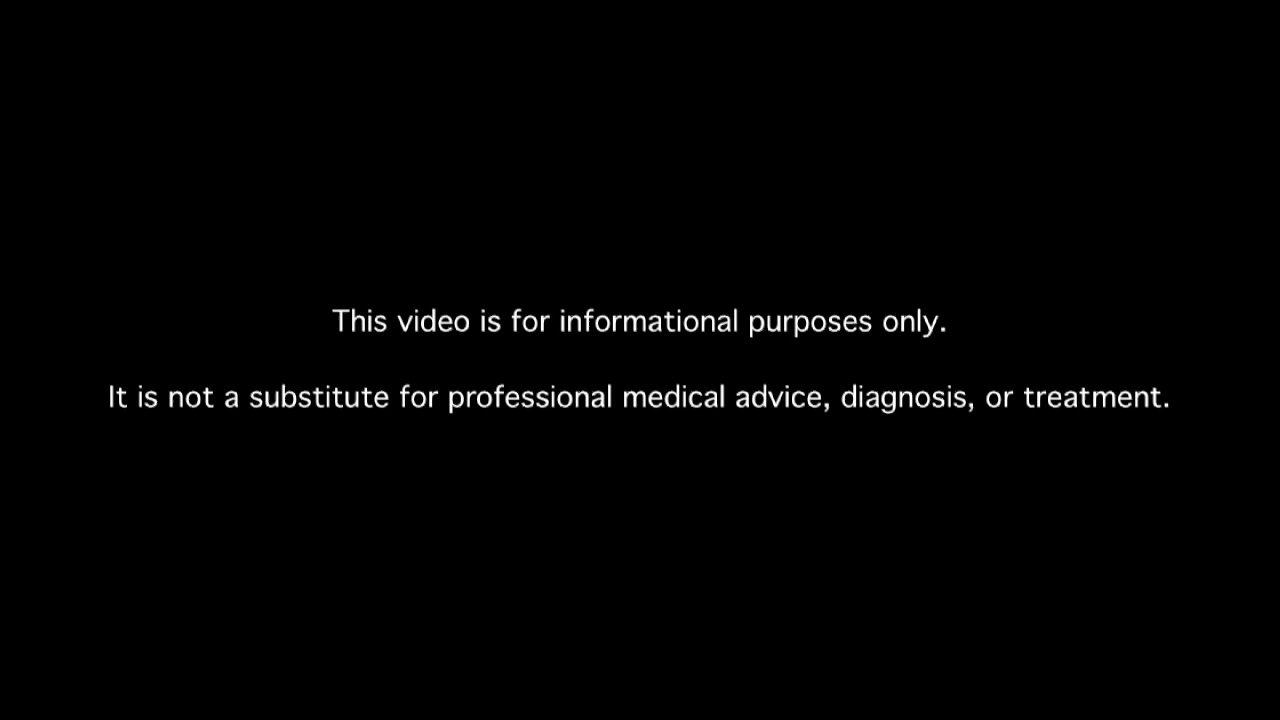 This video is for informational purposes only.
It is not a substitute for professional medical advice, diagnosis, or treatment.